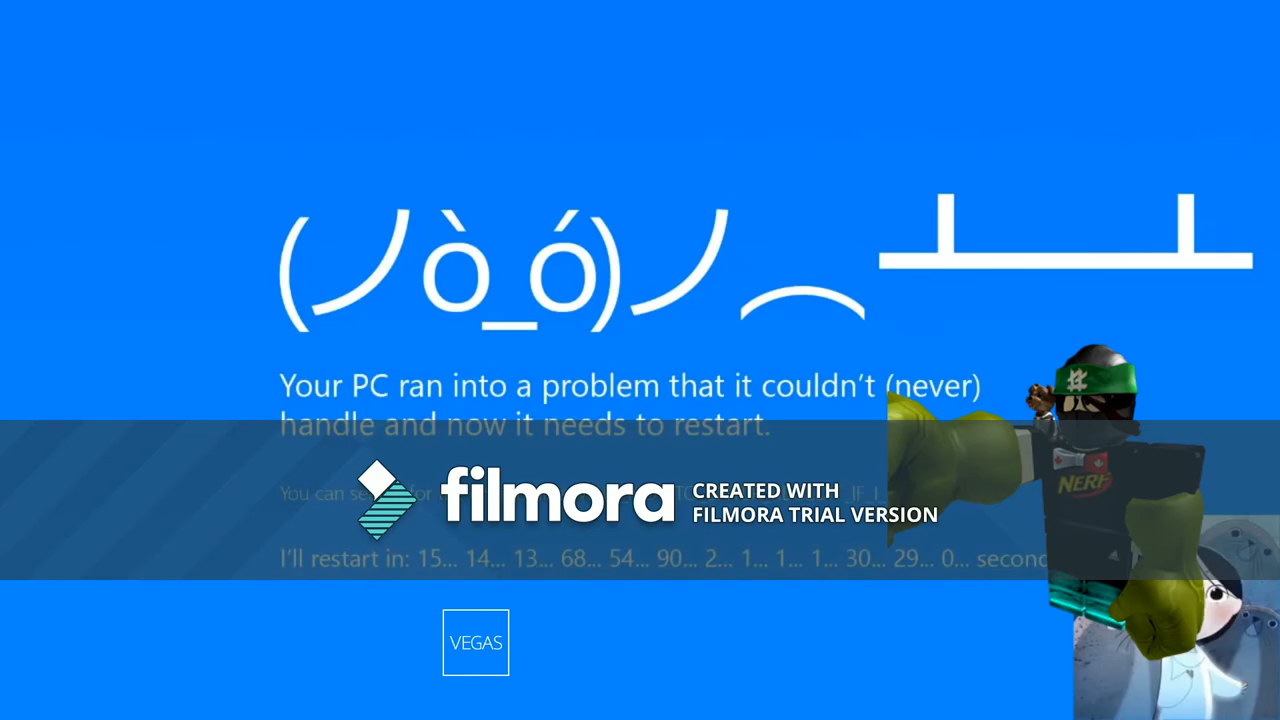 (ノò_ó)ノ︵ ┻━┻
Your PC ran into a problem that it couldn't (never)
handle and now it needs to restart.
You can
filmora
CREATED WITH
FILMORA TRIAL VERSION
I'll restart in: 15... 14... 13... 68... 54... 90... 2... 1... 1... 1... 30... 29... 0...
VEGAS
NERF